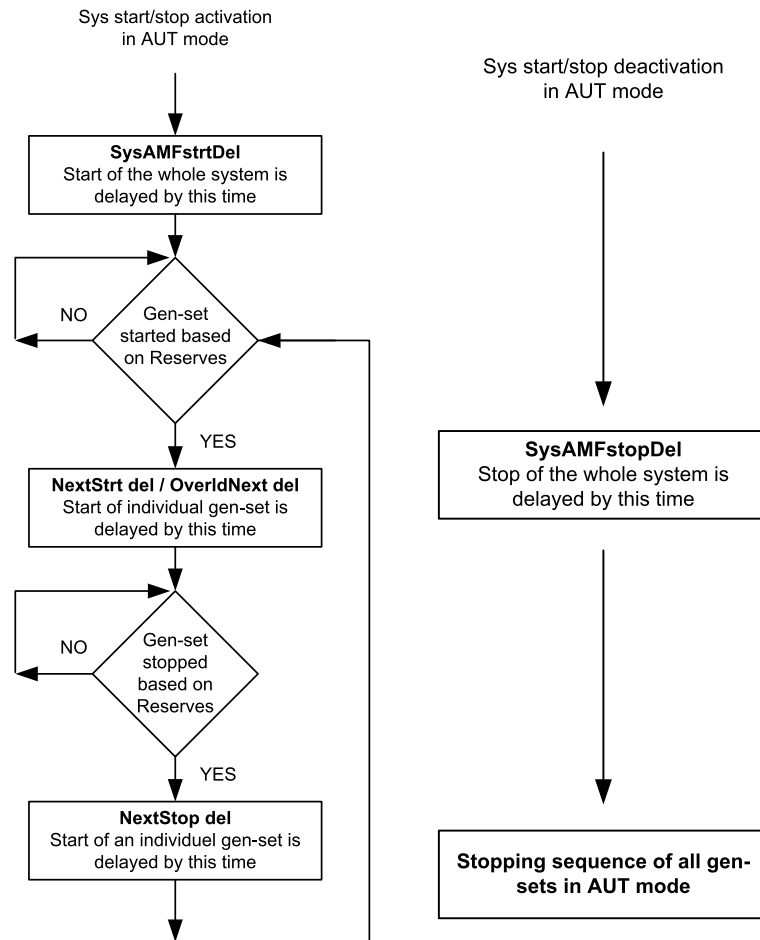 Sys start/stop activation
in AUT mode
SysAMFstrtDel
Start of the whole system is
delayed by this time
NO
Gen-set
started based
on Reserves
YES
NextStrt del / OverldNext del
Start of individual gen-set is
delayed by this time
NO
Gen-set
stopped
based on
Reserves
YES
NextStop del
Start of an individuel gen-set is
delayed by this time
Sys start/stop deactivation
in AUT mode
SysAMFstopDel
Stop of the whole system is
delayed by this time
Stopping sequence of all gen-
sets in AUT mode